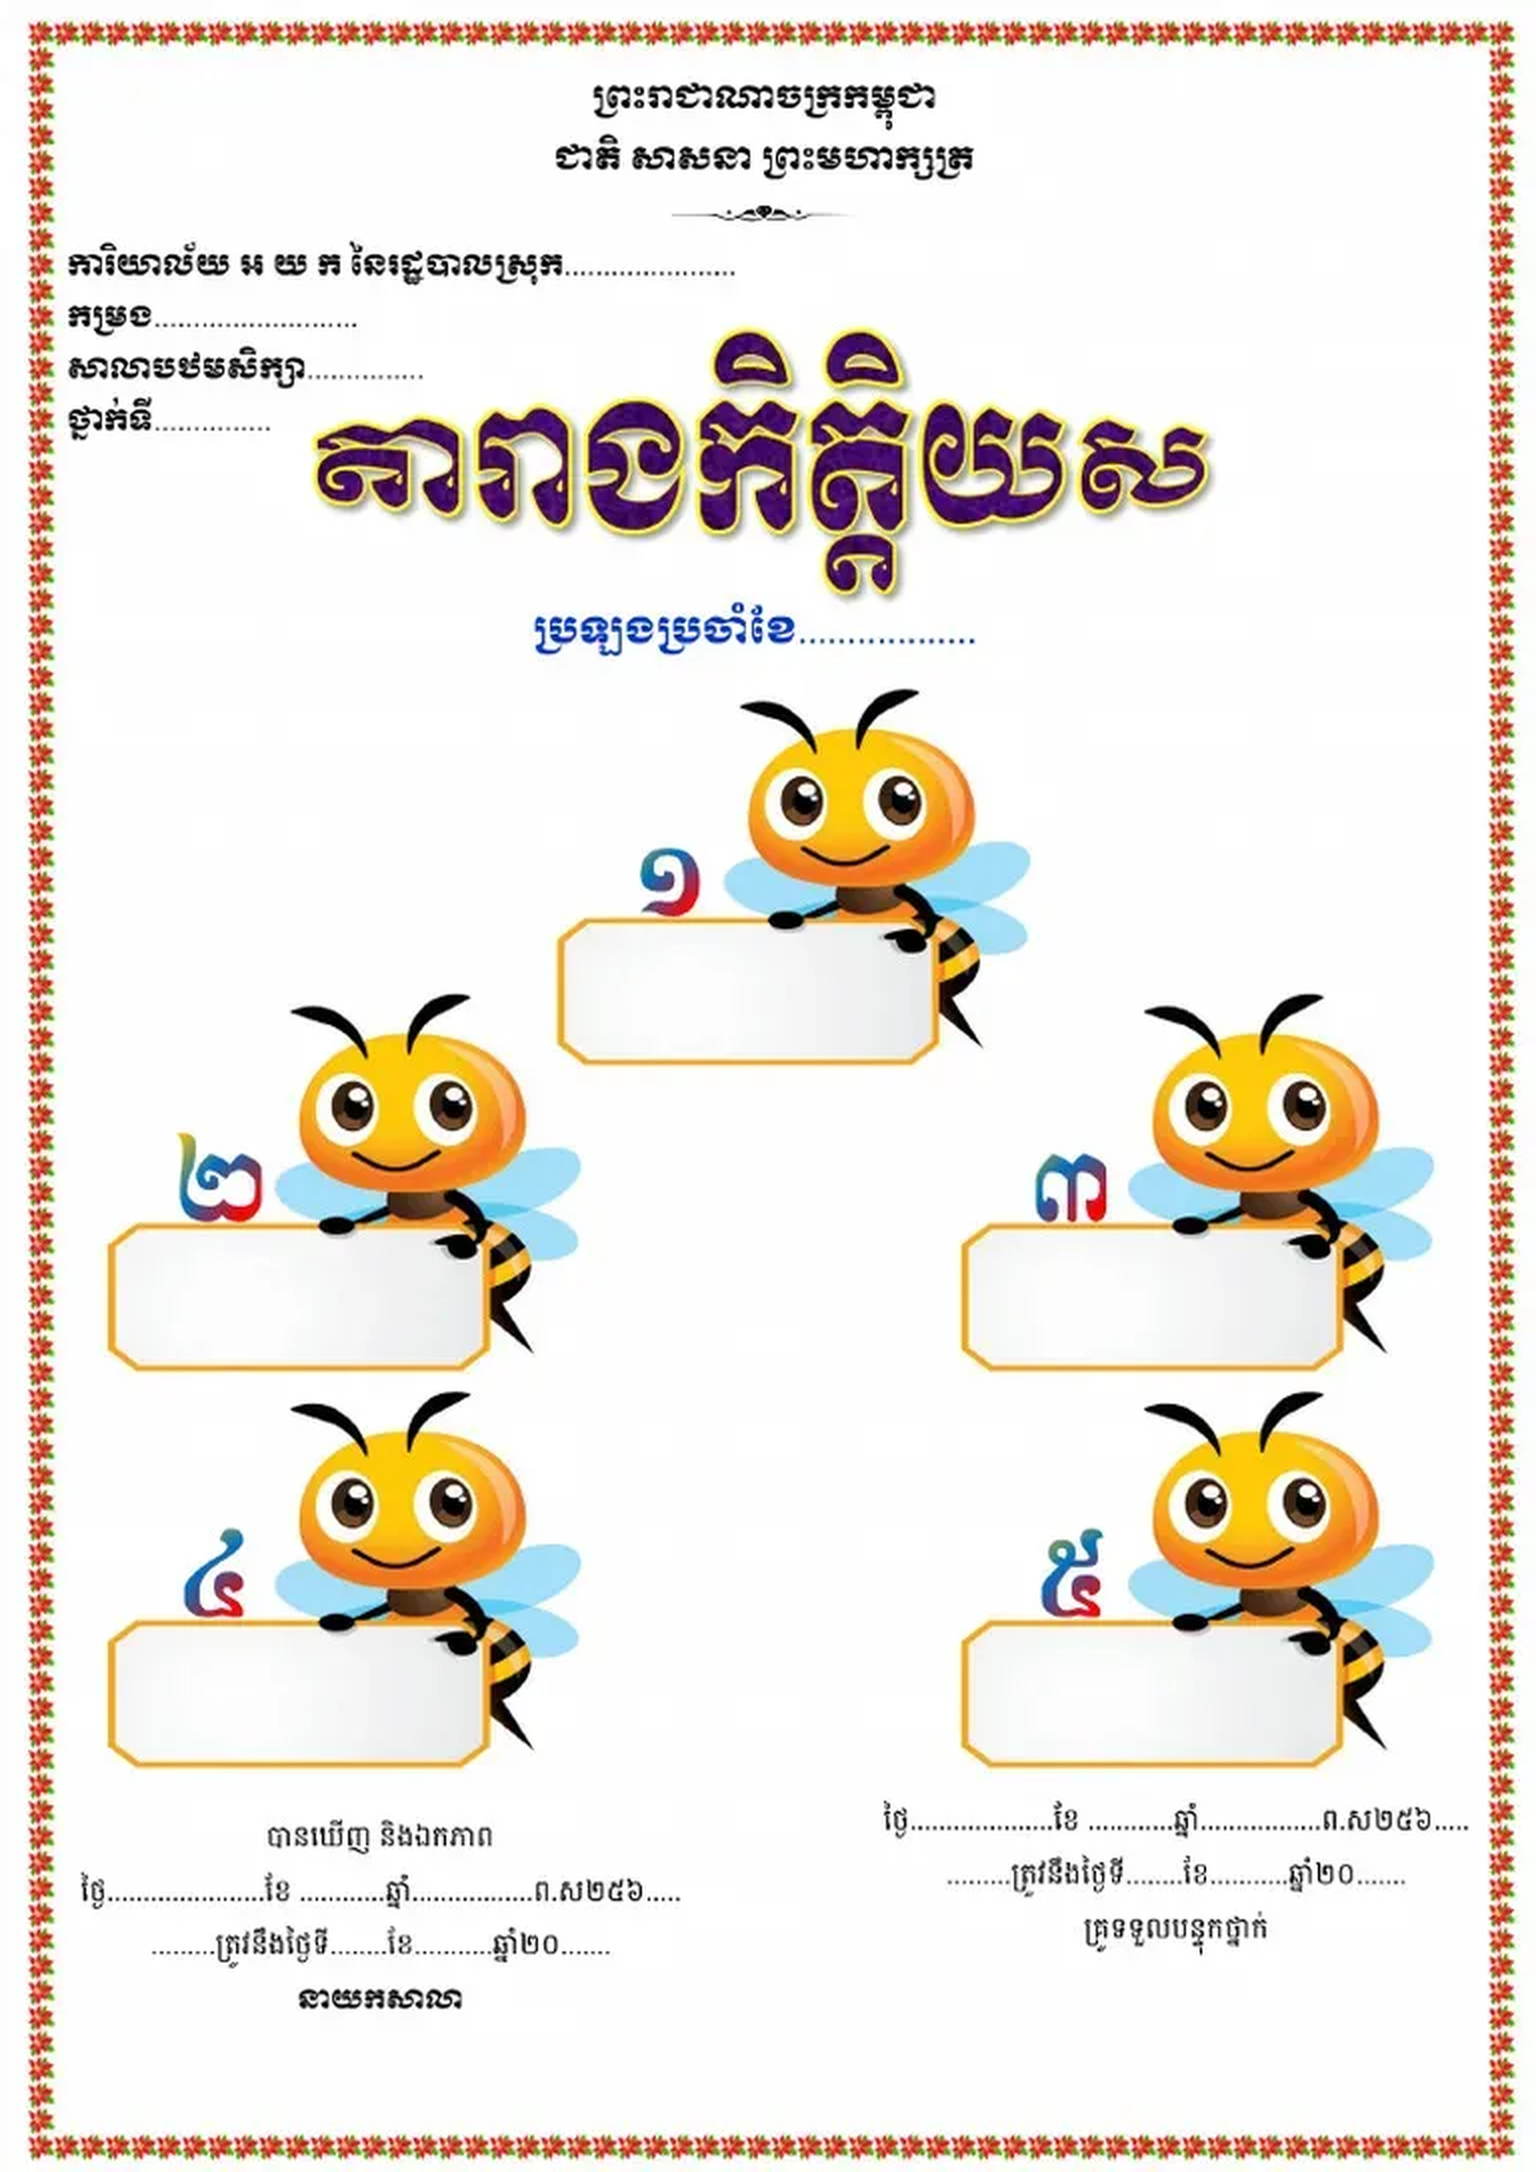 ព្រះរាជាណាចក្រកម្ពុជា
ជាតិ សាសនា ព្រះមហាក្សត្រ
ការិយាល័យ អ យ ក នៃរដ្ឋបាលស្រុក......................
កម្រង..........................
សាលាបឋមសិក្សា...............
ថ្នាក់ទី...............
តារាងកិត្តិយស
ប្រឡងប្រចាំខែ..................
១
២
៣
៤
៥
បានឃើញ និងឯកភាព
ថ្ងៃ......................ខែ ............ឆ្នាំ.................ព.ស២៥៦.....
.........ត្រូវនឹងថ្ងៃទី........ខែ...........ឆ្នាំ២០.......
នាយកសាលា
ថ្ងៃ....................ខែ ............ឆ្នាំ.................ព.ស២៥៦.....
.........ត្រូវនឹងថ្ងៃទី........ខែ...........ឆ្នាំ២០.......
គ្រូទទួលបន្ទុកថ្នាក់